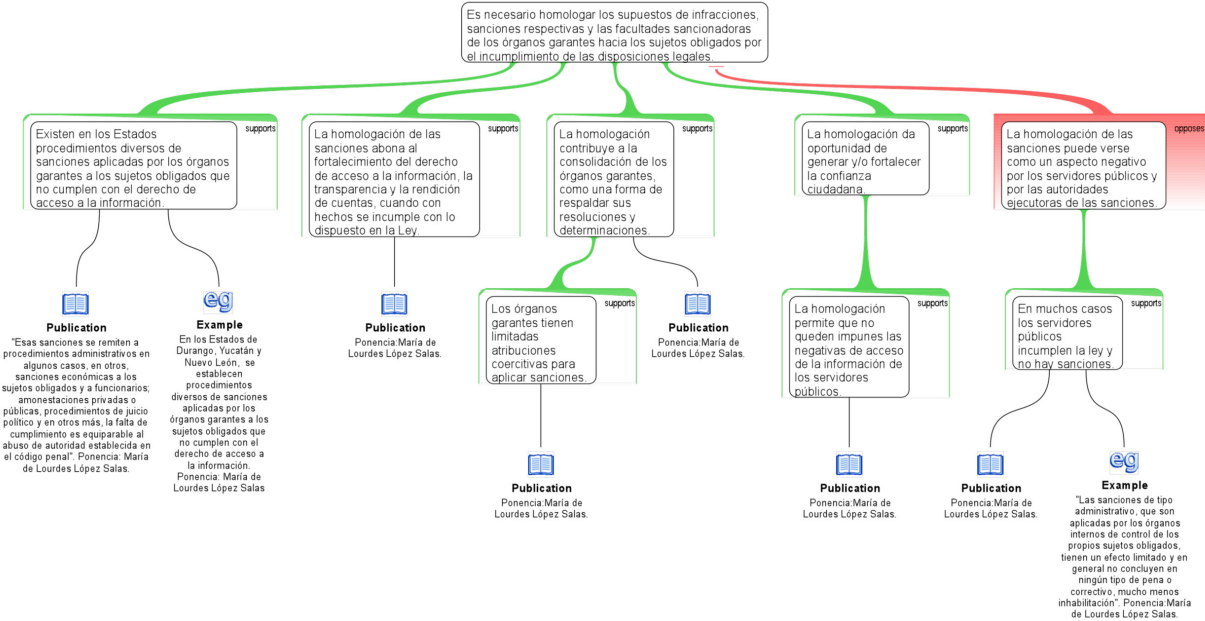 Es necesario homologar los supuestos de infracciones,
sanciones respectivas y las facultades sancionadoras
de los órganos garantes hacia los sujetos obligados por
el incumplimiento de las disposiciones legales.
supports
Existen en los Estados
procedimientos diversos de
sanciones aplicadas por los órganos
garantes a los sujetos obligados que
no cumplen con el derecho de
acceso a la información.
supports
La homologación de las
sanciones abona al
fortalecimiento del derecho
de acceso a la información, la
transparencia y la rendición
de cuentas, cuando con
hechos se incumple con lo
dispuesto en la Ley.
supports
La homologación
contribuye a la
consolidación de los
órganos garantes,
como una forma de
respaldar sus
resoluciones y
determinaciones.
supports
La homologación da
oportunidad de
generar y/o fortalecer
la confianza
ciudadana.
opposes
La homologación de las
sanciones puede verse
como un aspecto negativo
por los servidores públicos y
por las autoridades
ejecutoras de las sanciones.
Publication
"Esas sanciones se remiten a
procedimientos administrativos en
algunos casos, en otros,
sanciones económicas a los
sujetos obligados y a funcionarios;
amonestaciones privadas o
públicas, procedimientos de juicio
político y en otros más, la falta de
cumplimiento es equiparable al
abuso de autoridad establecida en
el código penal". Ponencia: María
de Lourdes López Salas.
eg
Example
En los Estados de
Durango, Yucatán y
Nuevo León, se
establecen
procedimientos
diversos de sanciones
aplicadas por los
órganos garantes a los
sujetos obligados que
no cumplen con el
derecho de acceso a
la información.
Ponencia: María de
Lourdes López Salas
Publication
Ponencia:María de
Lourdes López Salas.
supports
Los órganos
garantes tienen
limitadas
atribuciones
coercitivas para
aplicar sanciones.
Publication
Ponencia:María de
Lourdes López Salas.
Publication
Ponencia:María de
Lourdes López Salas.
supports
La homologación
permite que no
queden impunes las
negativas de acceso
de la información de
los servidores
públicos.
Publication
Ponencia:María de
Lourdes López Salas.
supports
En muchos casos
los servidores
públicos
incumplen la ley y
no hay sanciones.
Publication
Ponencia:María de
Lourdes López Salas.
eg
Example
"Las sanciones de tipo
administrativo, que son
aplicadas por los órganos
internos de control de los
propios sujetos obligados,
tienen un efecto limitado y en
general no concluyen en
ningún tipo de pena o
correctivo, mucho menos
inhabilitación". Ponencia:María
de Lourdes López Salas.